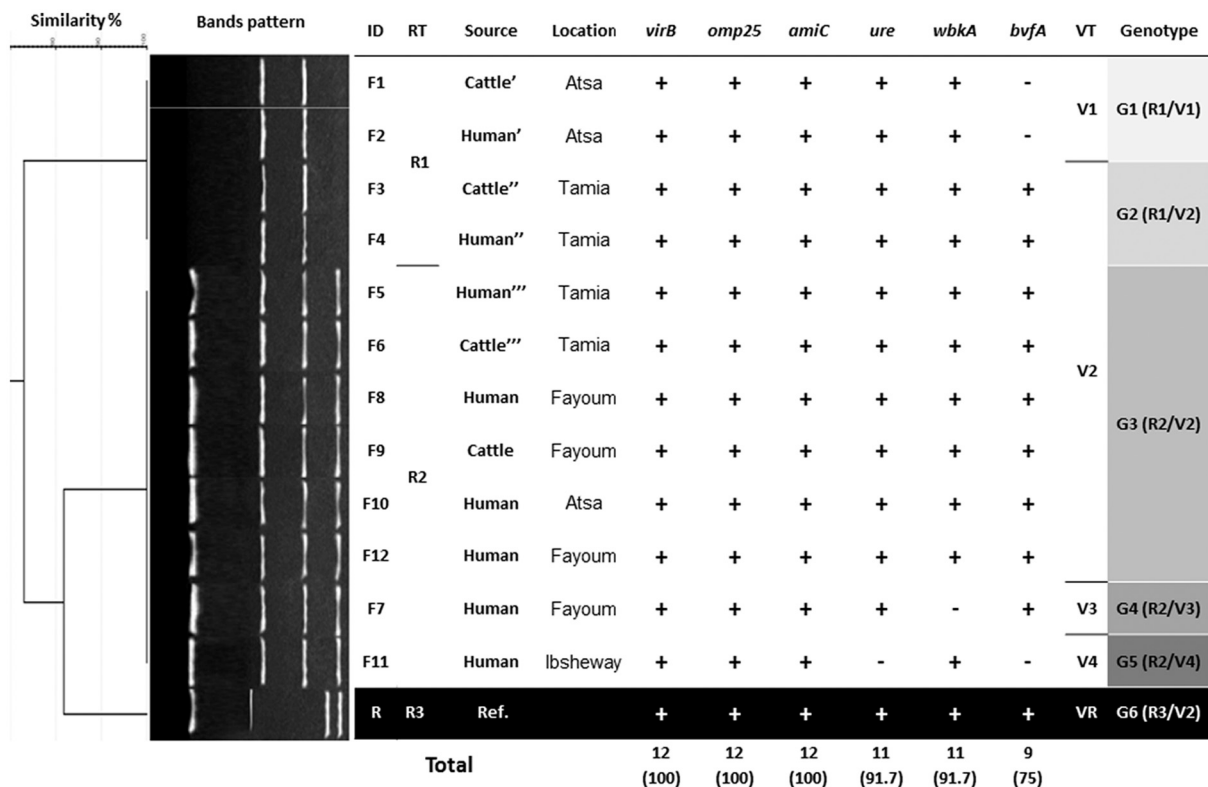 Similarity % Bands pattern ID RT Source Location virB omp25 amiC ure wbkA bvfA VT Genotype
F1 Cattle' Atsa + + + + + -
V1 G1 (R1/V1)
F2 Human' Atsa + + + + + -
R1
F3 Cattle'' Tamia + + + + + +
G2 (R1/V2)
F4 Human'' Tamia + + + + + +
F5 Human''' Tamia + + + + + +
F6 Cattle''' Tamia + + + + + +
V2
F8 Human Fayoum + + + + + +
G3 (R2/V2)
F9 Cattle Fayoum + + + + + +
R2
F10 Human Atsa + + + + + +
F12 Human Fayoum + + + + + +
F7 Human Fayoum + + + + - + V3 G4 (R2/V3)
F11 Human Ibsheway + + + - + - V4 G5 (R2/V4)
R R3 Ref. + + + + + + VR G6 (R3/V2)
Total 12 12 12 11 11 9
(100) (100) (100) (91.7) (91.7) (75)